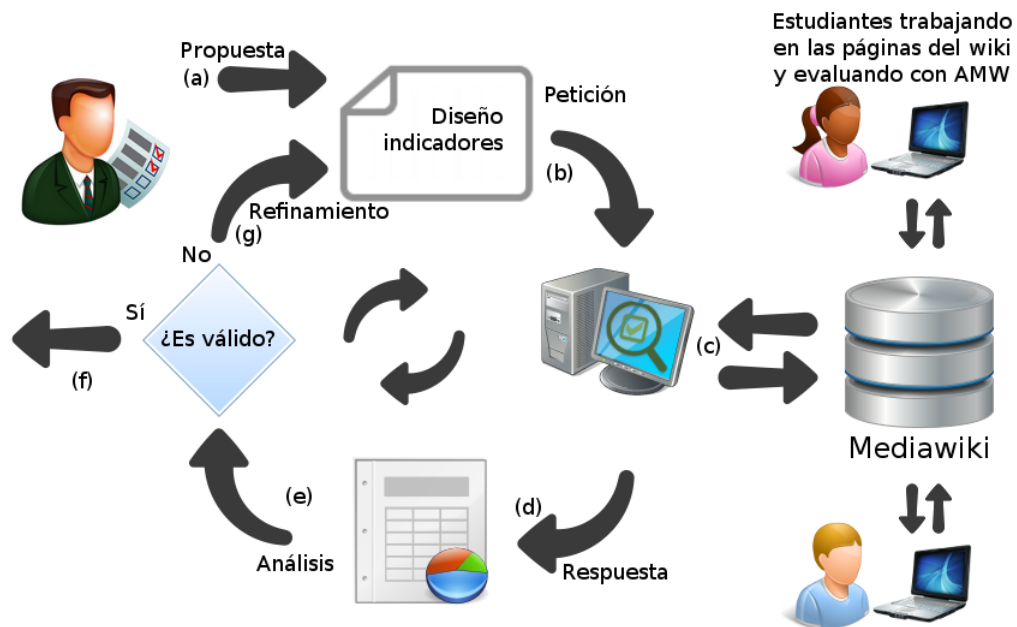 Propuesta
(a)
Diseño
indicadores
Petición
(b)
Estudiantes trabajando
en las páginas del wiki
y evaluando con AMW
Refinamiento
(g)
No
Sí
¿Es válido?
(f)
(c)
Mediawiki
(e)
(d)
Análisis
Respuesta